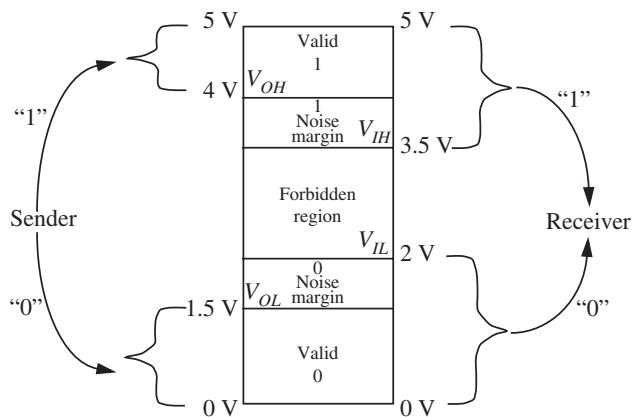 5 V
Valid
1
5 V
4 V
V_OH
“1”
1
Noise
margin
V_IH
3.5 V
“1”
Sender
Forbidden
region
Receiver
V_IL
2 V
0
Noise
margin
V_OL
1.5 V
“0”
“0”
Valid
0
0 V
0 V